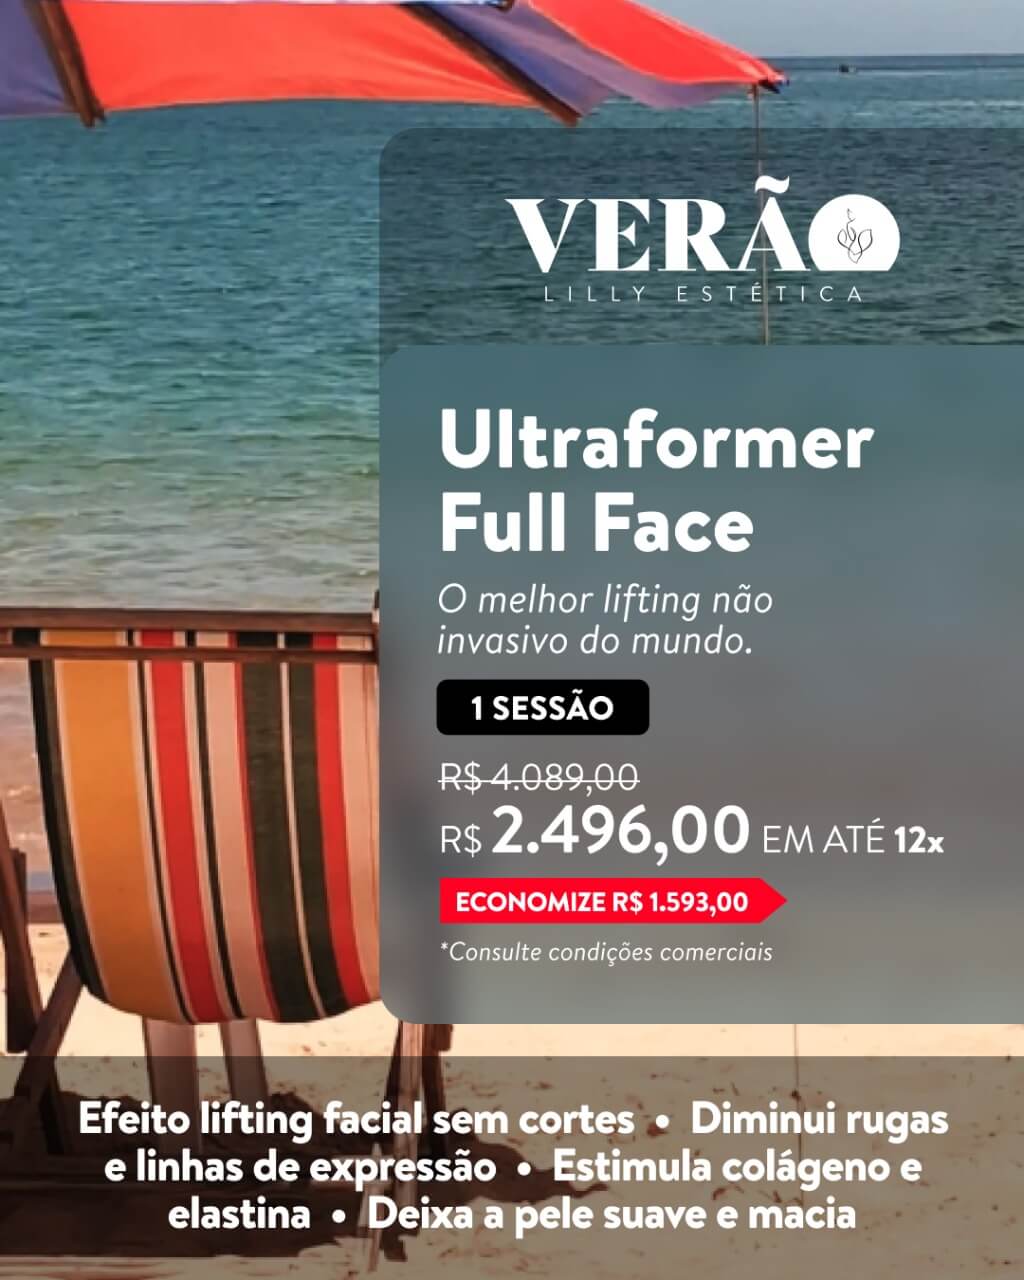 VERÃO
LILLY ESTÉTICA
Ultraformer
Full Face
O melhor lifting não
invasivo do mundo.
1 SESSÃO
R$ 4.089,00
R$ 2.496,00 EM ATÉ 12x
ECONOMIZE R$ 1.593,00
*Consulte condições comerciais
Efeito lifting facial sem cortes • Diminui rugas
e linhas de expressão • Estimula colágeno e
elastina • Deixa a pele suave e macia